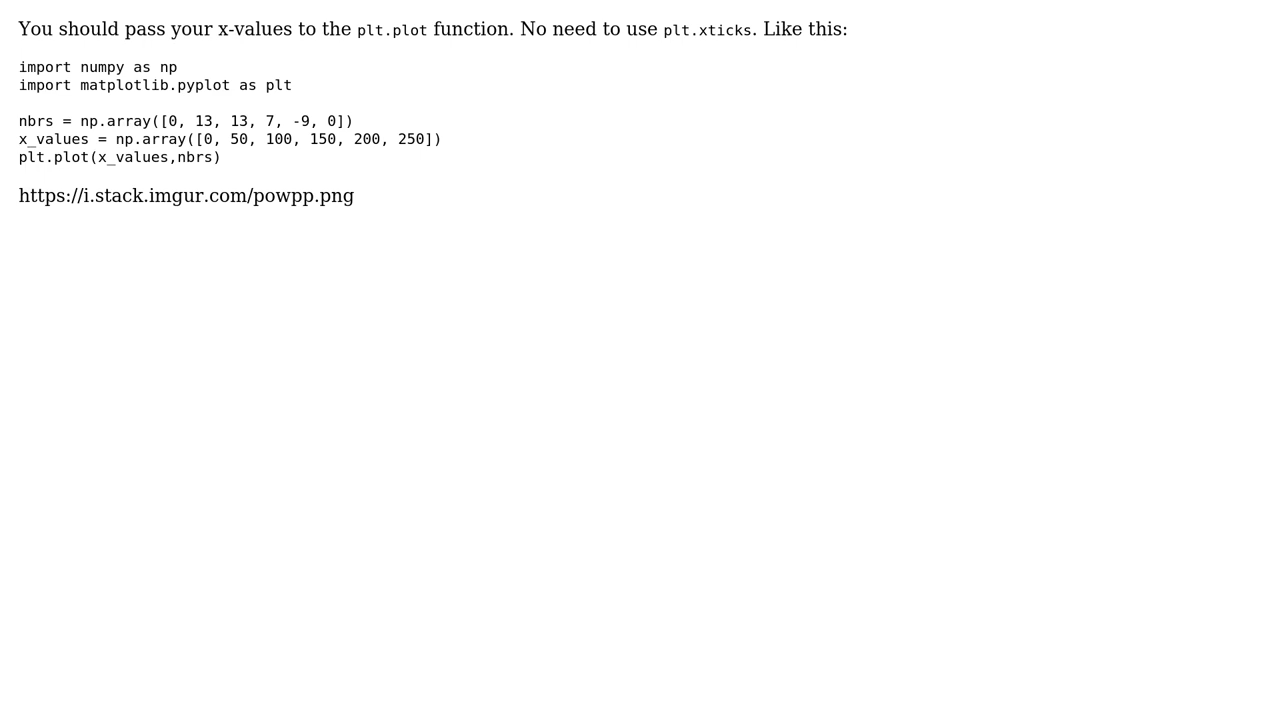 You should pass your x-values to the plt.plot function. No need to use plt.xticks. Like this:
import numpy as np
import matplotlib.pyplot as plt
nbrs = np.array([0, 13, 13, 7, -9, 0])
x_values = np.array([0, 50, 100, 150, 200, 250])
plt.plot(x_values,nbrs)
https://i.stack.imgur.com/powpp.png